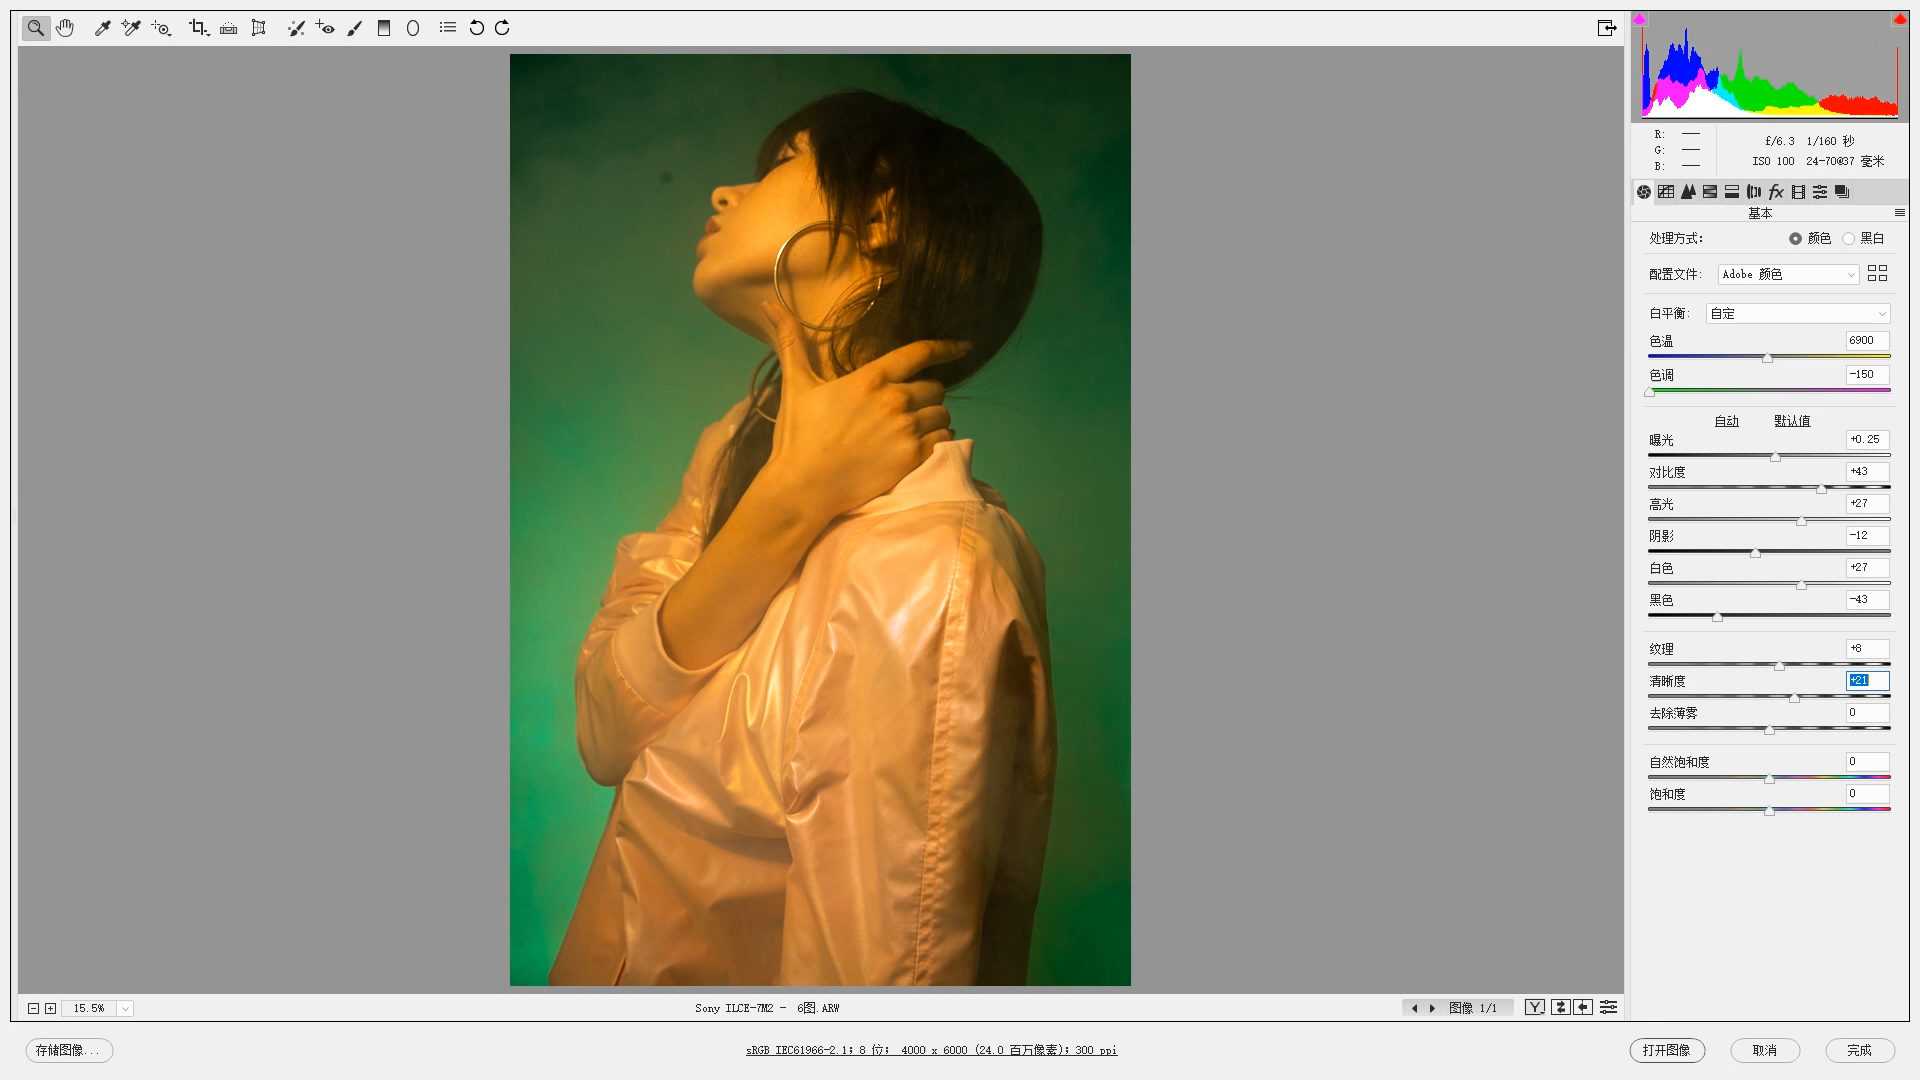 R:
G:
B:
f/6.3 1/160 秒
ISO 100 24-70@37 毫米
fx
基本
处理方式: 颜色 黑白
配置文件: Adobe 颜色
白平衡: 自定
色温 6900
色调 -150
自动 默认值
曝光 +0.25
对比度 +43
高光 +27
阴影 -12
白色 +27
黑色 -43
纹理 +8
清晰度 +21
去除薄雾 0
自然饱和度 0
饱和度 0
15.5%
Sony ILCE-7M2 - 6图.ARW
图像 1/1
Y
存储图像...
sRGB IEC61966-2.1; 8 位; 4000 x 6000 (24.0 百万像素); 300 ppi
打开图像 取消 完成